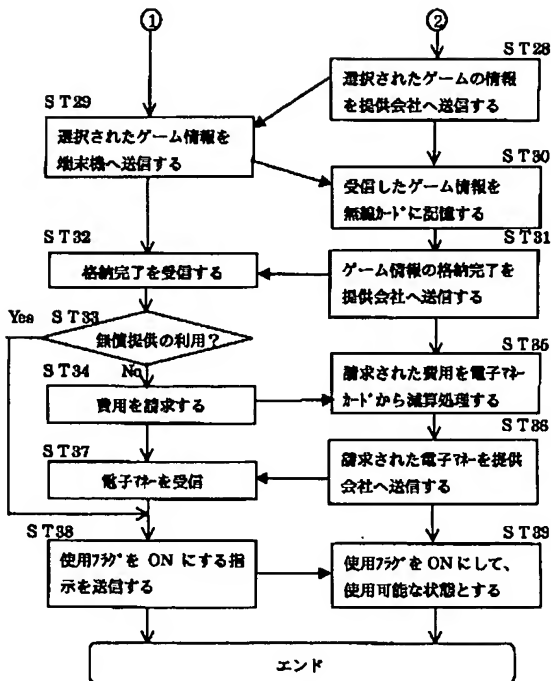 ①
②
ST28
選択されたゲームの情報
を提供会社へ送信する
ST29
選択されたゲーム情報を
端末機へ送信する
ST30
受信したゲーム情報を
無線ｶｰﾄﾞに記憶する
ST32
格納完了を受信する
ST31
ゲーム情報の格納完了を
提供会社へ送信する
Yes
ST33
無償提供の利用？
No
ST34
費用を請求する
ST35
請求された費用を電子ﾏﾈｰ
ｶｰﾄﾞから減算処理する
ST37
電子ﾏﾈｰを受信
ST36
請求された電子ﾏﾈｰを提供
会社へ送信する
ST38
使用ﾌﾗｸﾞを ON にする指
示を送信する
ST39
使用ﾌﾗｸﾞを ON にして、
使用可能な状態とする
エンド